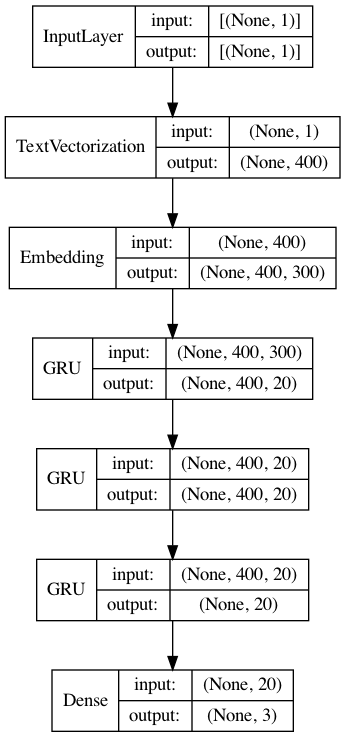 InputLayer
input: [(None, 1)]
output: [(None, 1)]
TextVectorization
input: (None, 1)
output: (None, 400)
Embedding
input: (None, 400)
output: (None, 400, 300)
GRU
input: (None, 400, 300)
output: (None, 400, 20)
GRU
input: (None, 400, 20)
output: (None, 400, 20)
GRU
input: (None, 400, 20)
output: (None, 20)
Dense
input: (None, 20)
output: (None, 3)